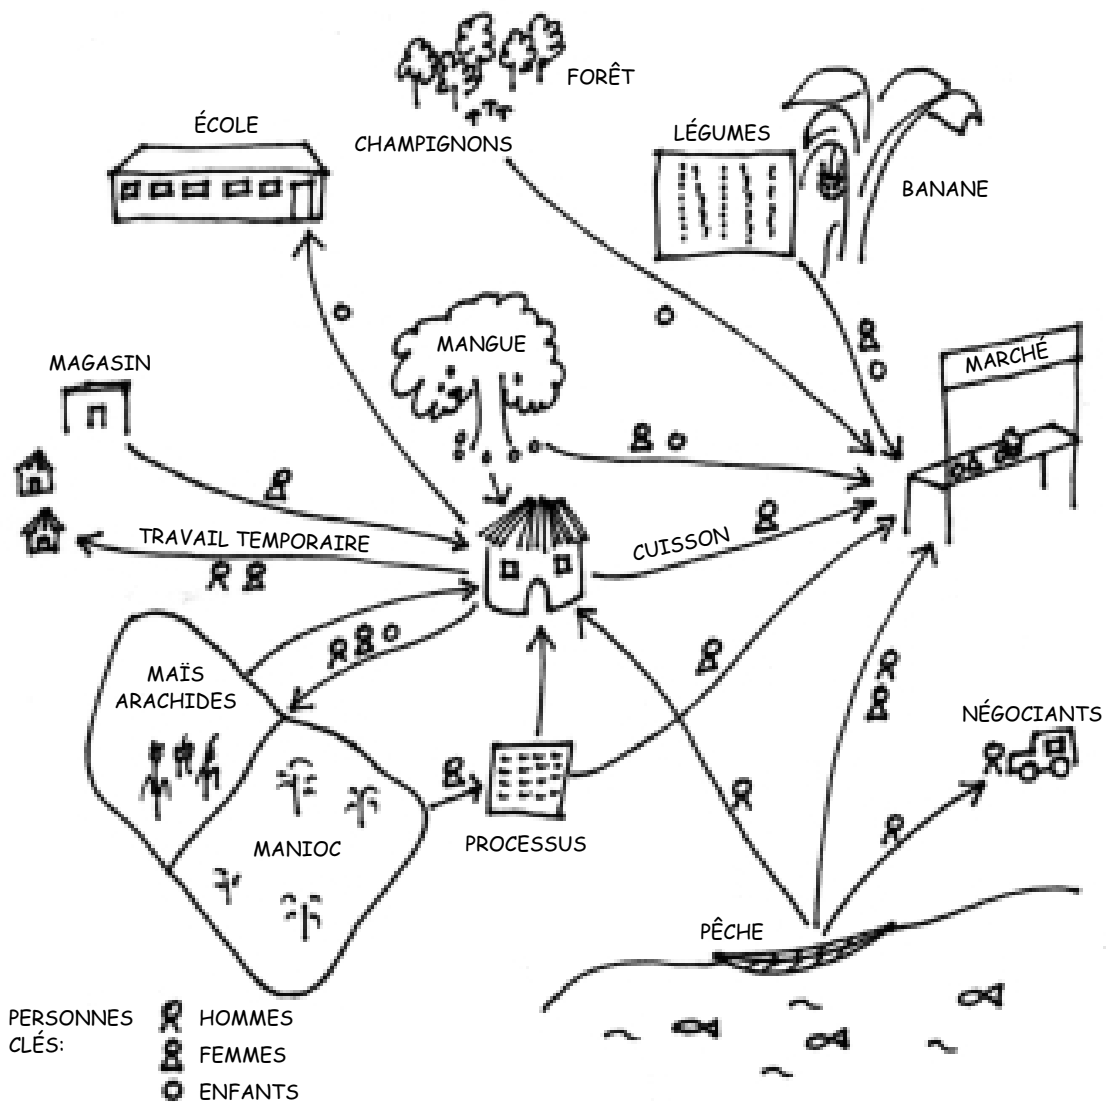 FORÊT
ÉCOLE
LÉGUMES
CHAMPIGNONS
BANANE
MANGUE
MARCHÉ
MAGASIN
TRAVAIL TEMPORAIRE
CUISSON
MAÏS
ARACHIDES
NÉGOCIANTS
MANIOC
PROCESSUS
PÊCHE
PERSONNES
CLÉS:
HOMMES
FEMMES
ENFANTS